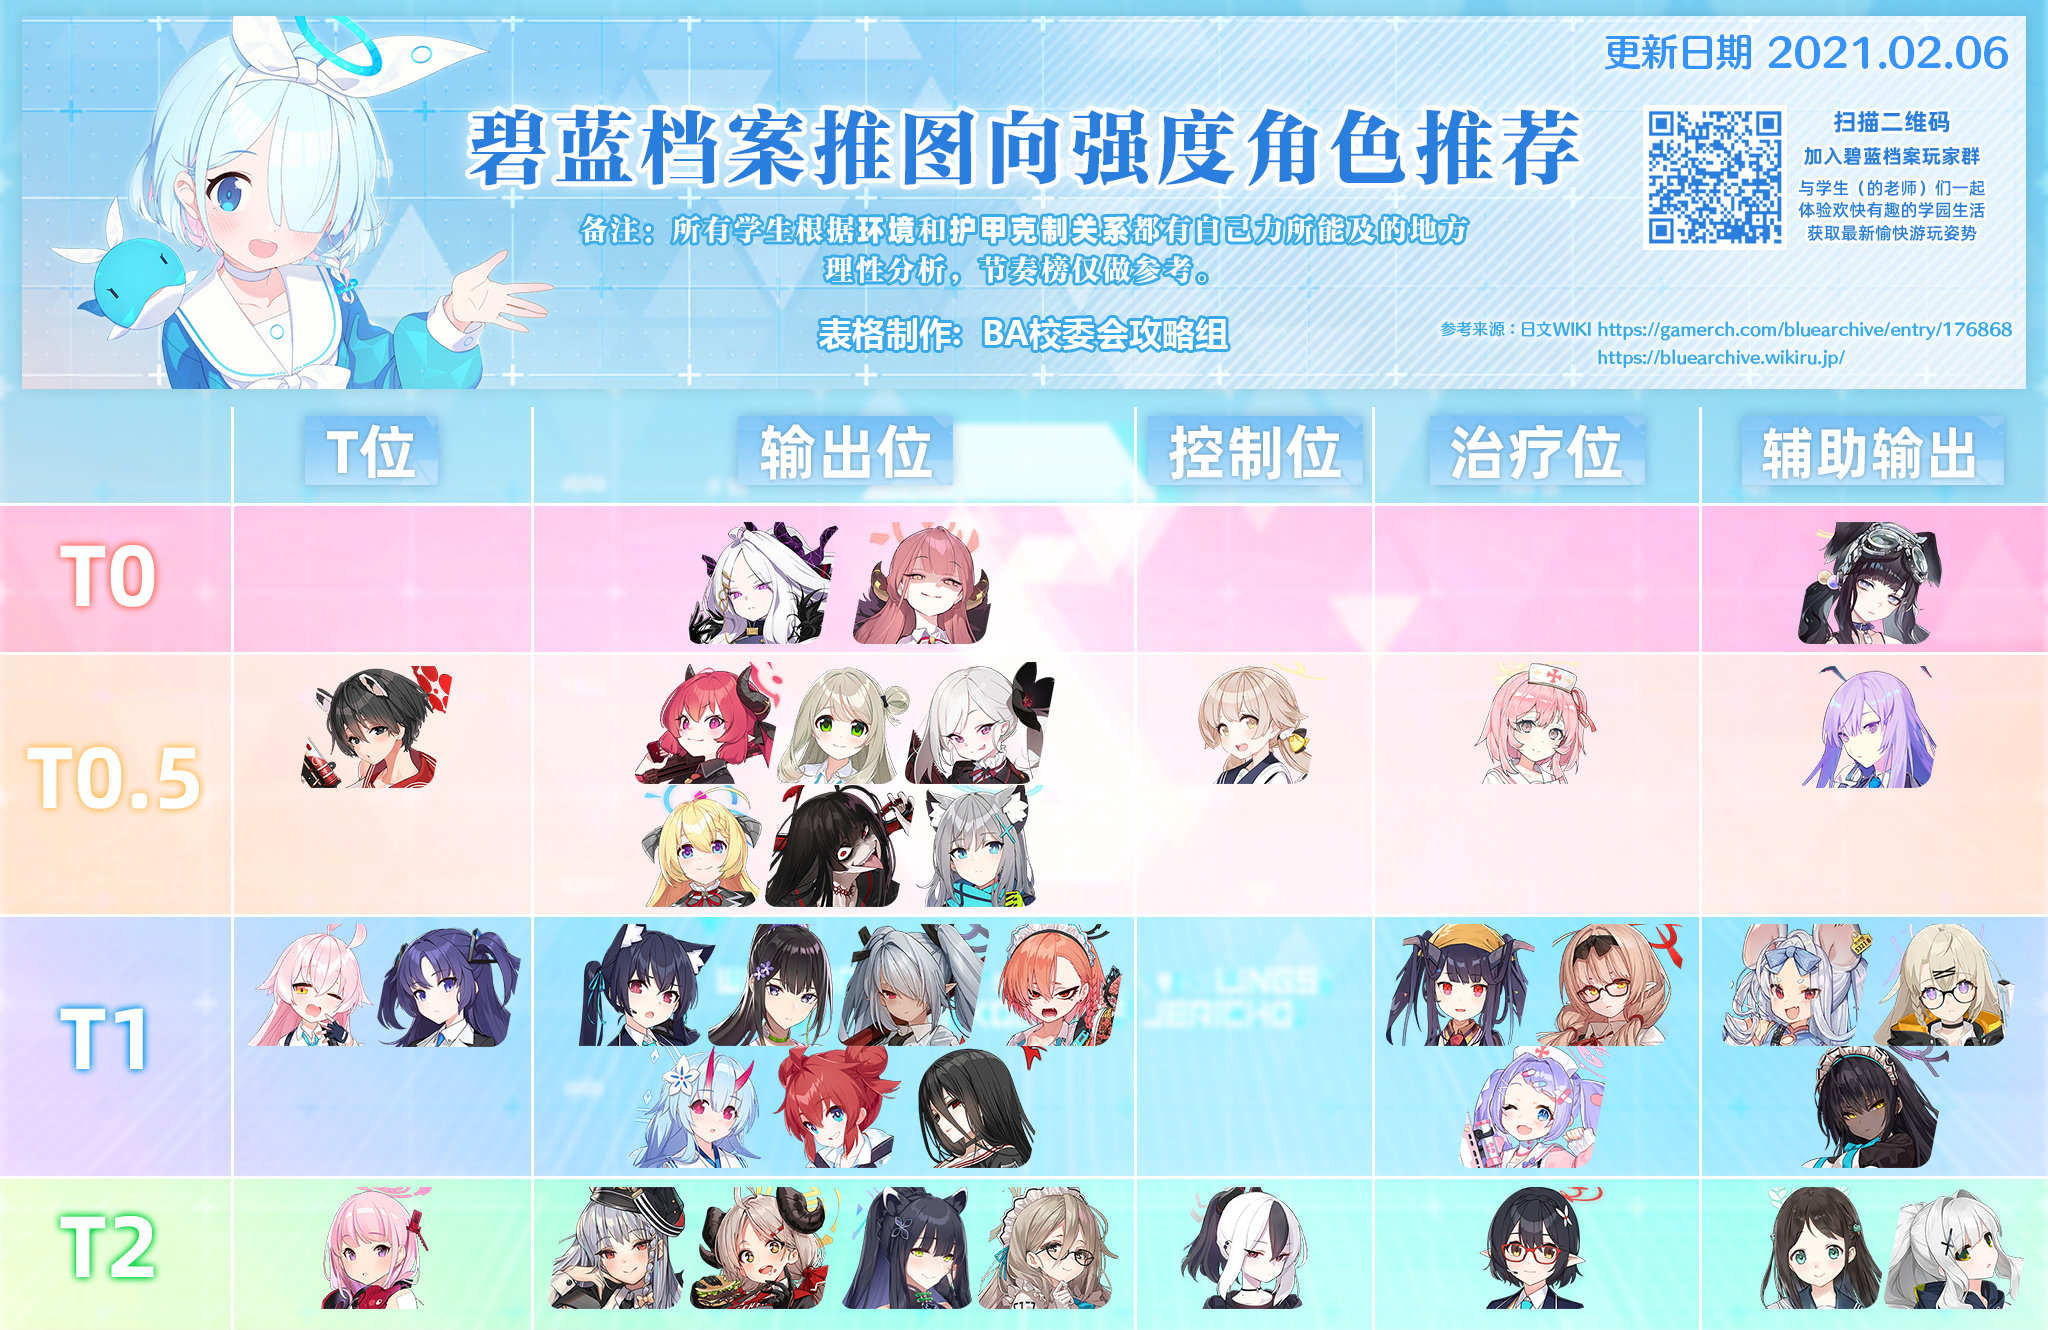 更新日期 2021.02.06
碧蓝档案推图向强度角色推荐
备注：所有学生根据环境和护甲克制关系都有自己力所能及的地方
理性分析，节奏榜仅做参考。
表格制作：BA校委会攻略组
扫描二维码
加入碧蓝档案玩家群
与学生（的老师）们一起
体验欢快有趣的学园生活
获取最新愉快游玩姿势
参考来源：日文WIKI https://gamerch.com/bluearchive/entry/176868
https://bluearchive.wikiru.jp/
T位 输出位 控制位 治疗位 辅助输出
T0
T0.5
T1
T2